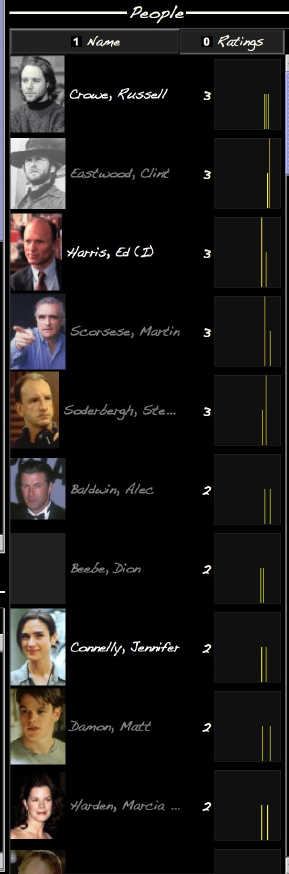 People
1 Name 0 Ratings
Crowe, Russell 3
Eastwood, Clint 3
Harris, Ed (I) 3
Scorsese, Martin 3
Soderbergh, Ste... 3
Baldwin, Alec 2
Beebe, Dion 2
Connelly, Jennifer 2
Damon, Matt 2
Harden, Marcia ... 2